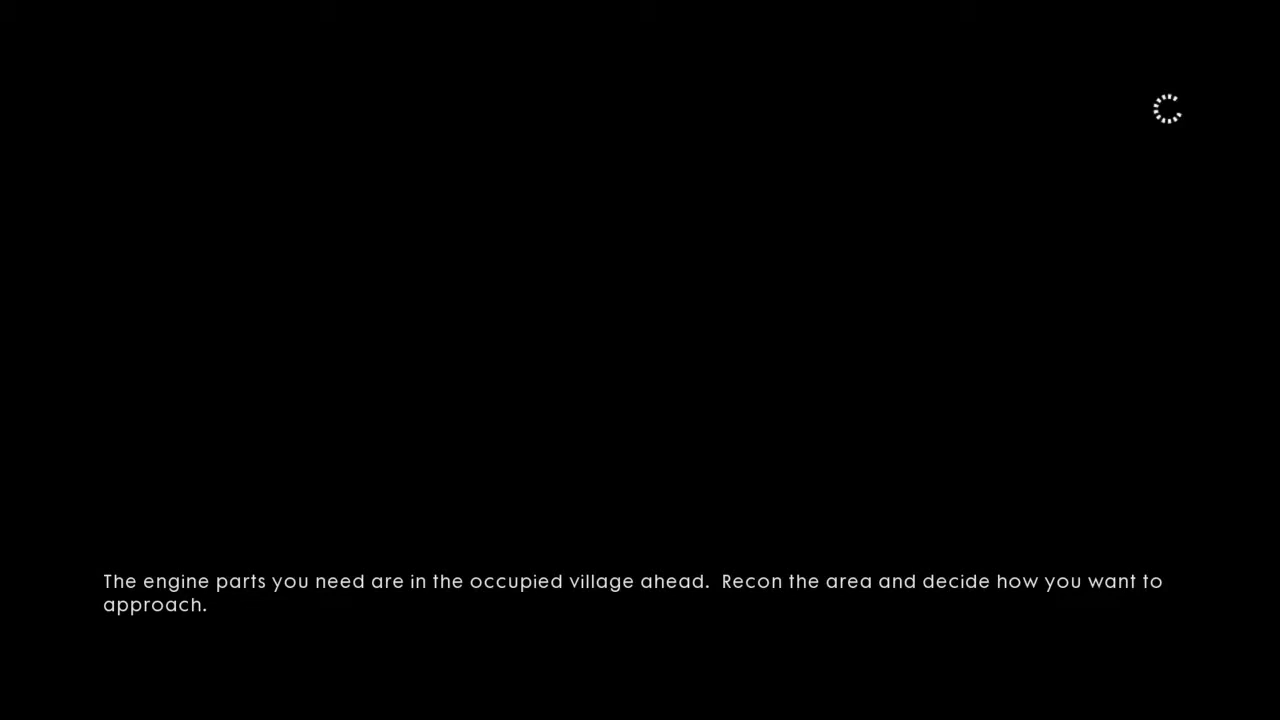 The engine parts you need are in the occupied village ahead.  Recon the area and decide how you want to
approach.